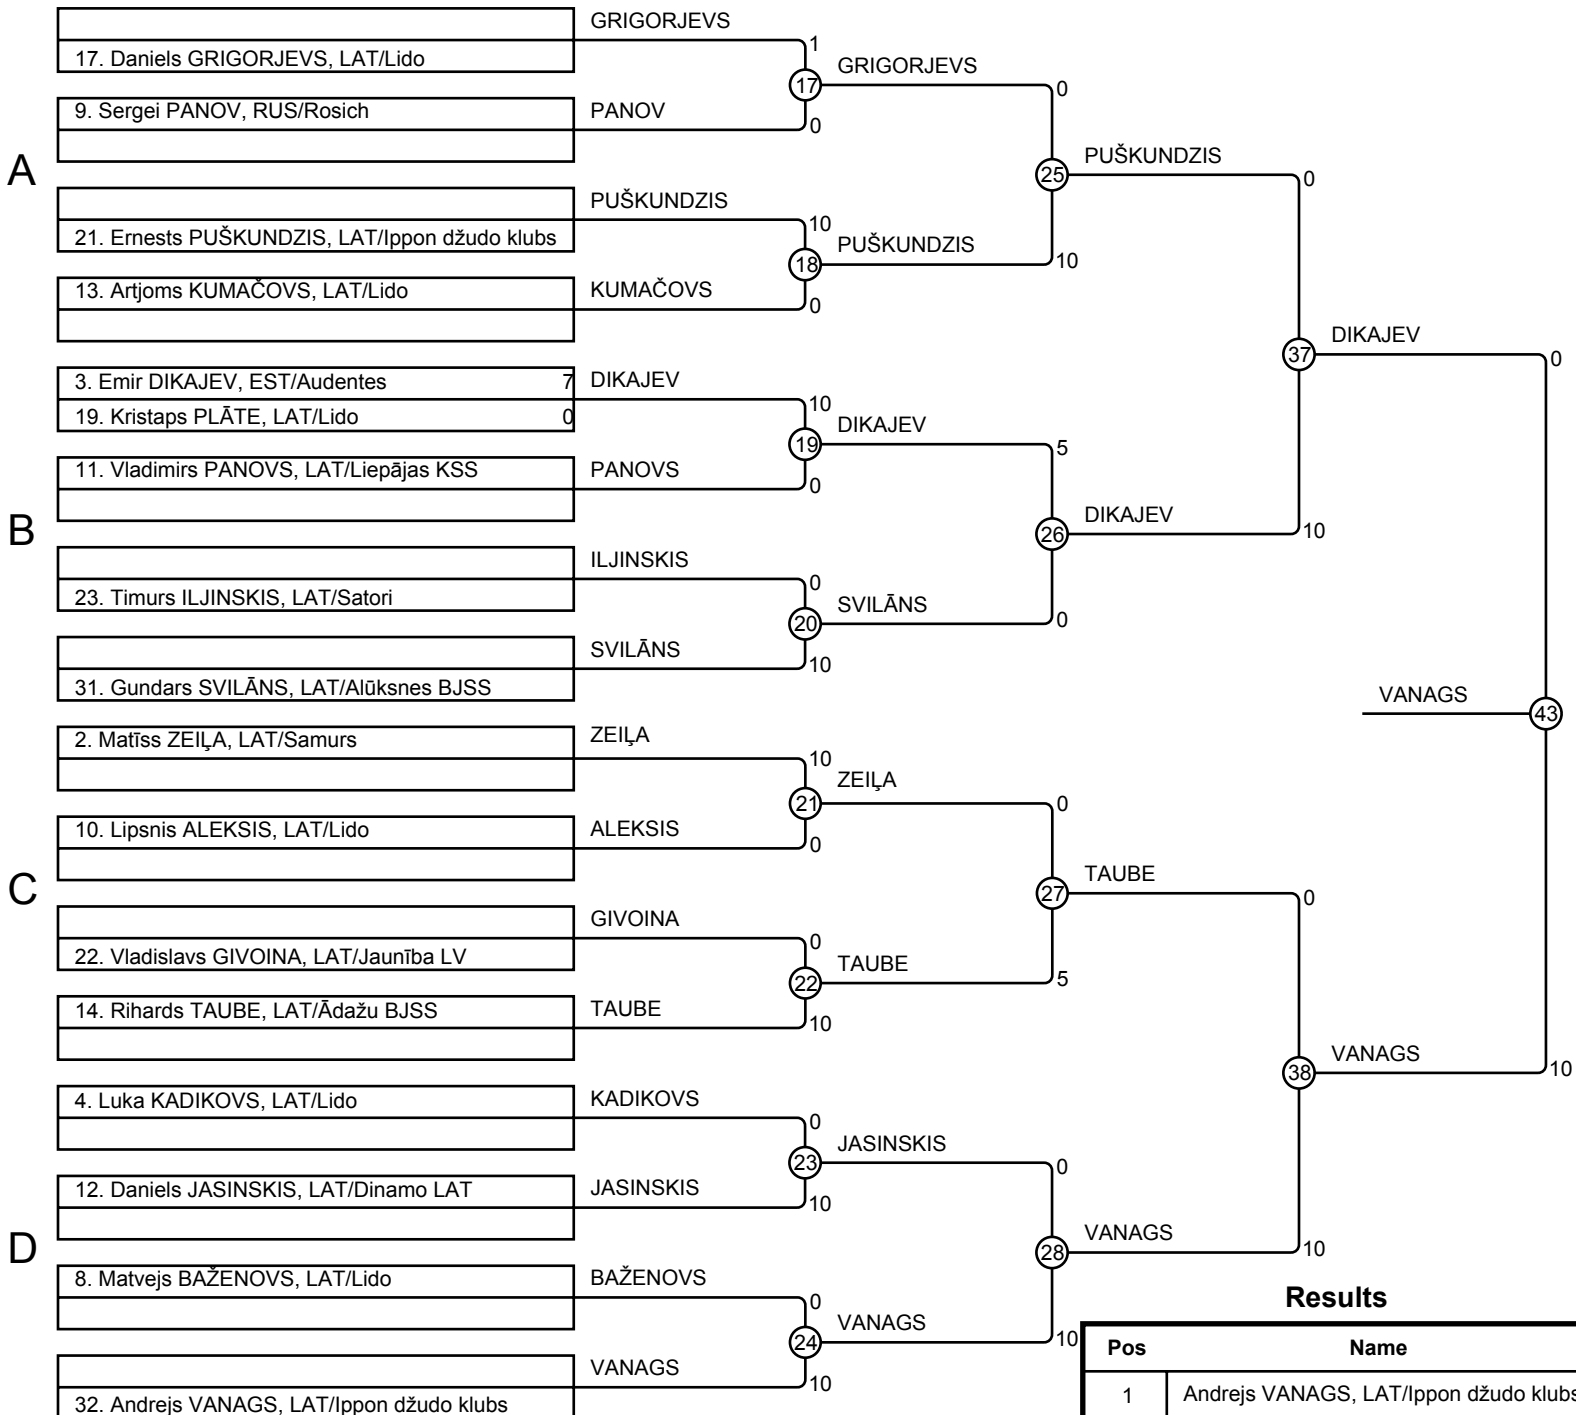 GRIGORJEVS
17. Daniels GRIGORJEVS, LAT/Lido
1
17
GRIGORJEVS
9. Sergei PANOV, RUS/Rosich
PANOV
0
0
A
25
PUŠKUNDZIS
0
PUŠKUNDZIS
21. Ernests PUŠKUNDZIS, LAT/Ippon džudo klubs
10
18
PUŠKUNDZIS
10
13. Artjoms KUMAČOVS, LAT/Lido
KUMAČOVS
0
37
DIKAJEV
0
3. Emir DIKAJEV, EST/Audentes 7
DIKAJEV
19. Kristaps PLĀTE, LAT/Lido 0
10
19
DIKAJEV
5
11. Vladimirs PANOVS, LAT/Liepājas KSS
PANOVS
0
B
26
DIKAJEV
10
ILJINSKIS
23. Timurs ILJINSKIS, LAT/Satori
0
20
SVILĀNS
0
SVILĀNS
10
31. Gundars SVILĀNS, LAT/Alūksnes BJSS
VANAGS
43
2. Matīss ZEIĻA, LAT/Samurs
ZEIĻA
10
21
ZEIĻA
0
10. Lipsnis ALEKSIS, LAT/Lido
ALEKSIS
0
C
27
TAUBE
0
GIVOINA
22. Vladislavs GIVOINA, LAT/Jaunība LV
0
22
TAUBE
5
14. Rihards TAUBE, LAT/Ādažu BJSS
TAUBE
10
38
VANAGS
10
4. Luka KADIKOVS, LAT/Lido
KADIKOVS
0
23
JASINSKIS
0
12. Daniels JASINSKIS, LAT/Dinamo LAT
JASINSKIS
10
D
28
VANAGS
10
8. Matvejs BAŽENOVS, LAT/Lido
BAŽENOVS
0
24
VANAGS
10
VANAGS
10
32. Andrejs VANAGS, LAT/Ippon džudo klubs
Results
Pos Name
1 Andrejs VANAGS, LAT/Ippon džudo klubs